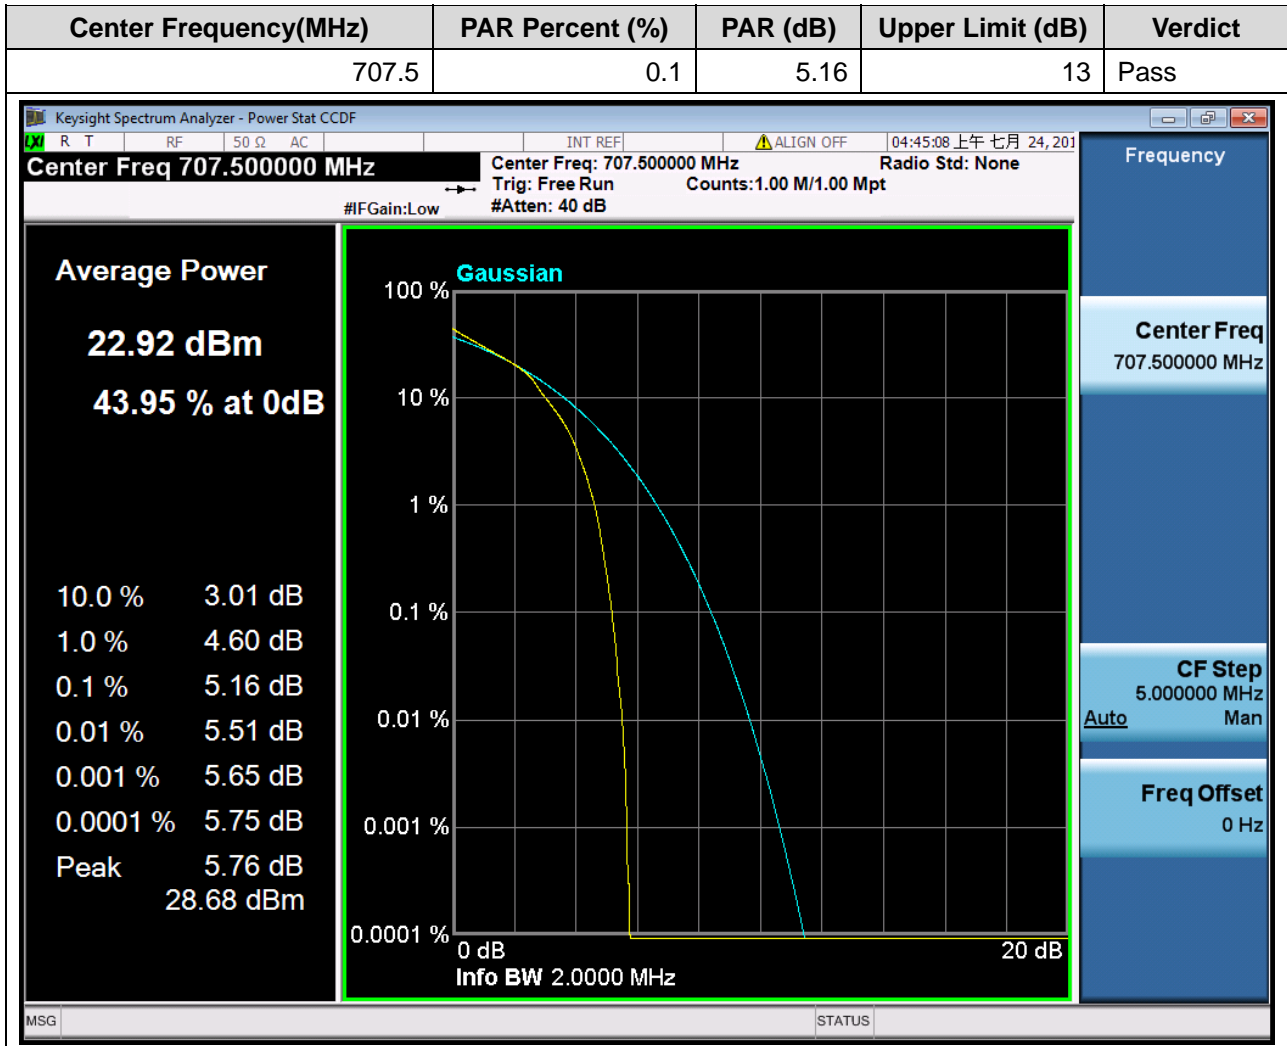 Center Frequency(MHz) PAR Percent (%) PAR (dB) Upper Limit (dB) Verdict
707.5 0.1 5.16 13 Pass
Keysight Spectrum Analyzer - Power Stat CCDF
LXI R T RF 50 Ω AC INT REF ALIGN OFF 04:45:08 上午 七月 24, 201
Center Freq 707.500000 MHz
#IFGain:Low
Center Freq: 707.500000 MHz Radio Std: None
Trig: Free Run Counts:1.00 M/1.00 Mpt
#Atten: 40 dB
Average Power
22.92 dBm
43.95 % at 0dB
10.0 % 3.01 dB
1.0 % 4.60 dB
0.1 % 5.16 dB
0.01 % 5.51 dB
0.001 % 5.65 dB
0.0001 % 5.75 dB
Peak 5.76 dB
28.68 dBm
Gaussian
100 %
10 %
1 %
0.1 %
0.01 %
0.001 %
0.0001 %
0 dB 20 dB
Info BW 2.0000 MHz
Frequency
Center Freq
707.500000 MHz
CF Step
5.000000 MHz
Auto Man
Freq Offset
0 Hz
MSG STATUS